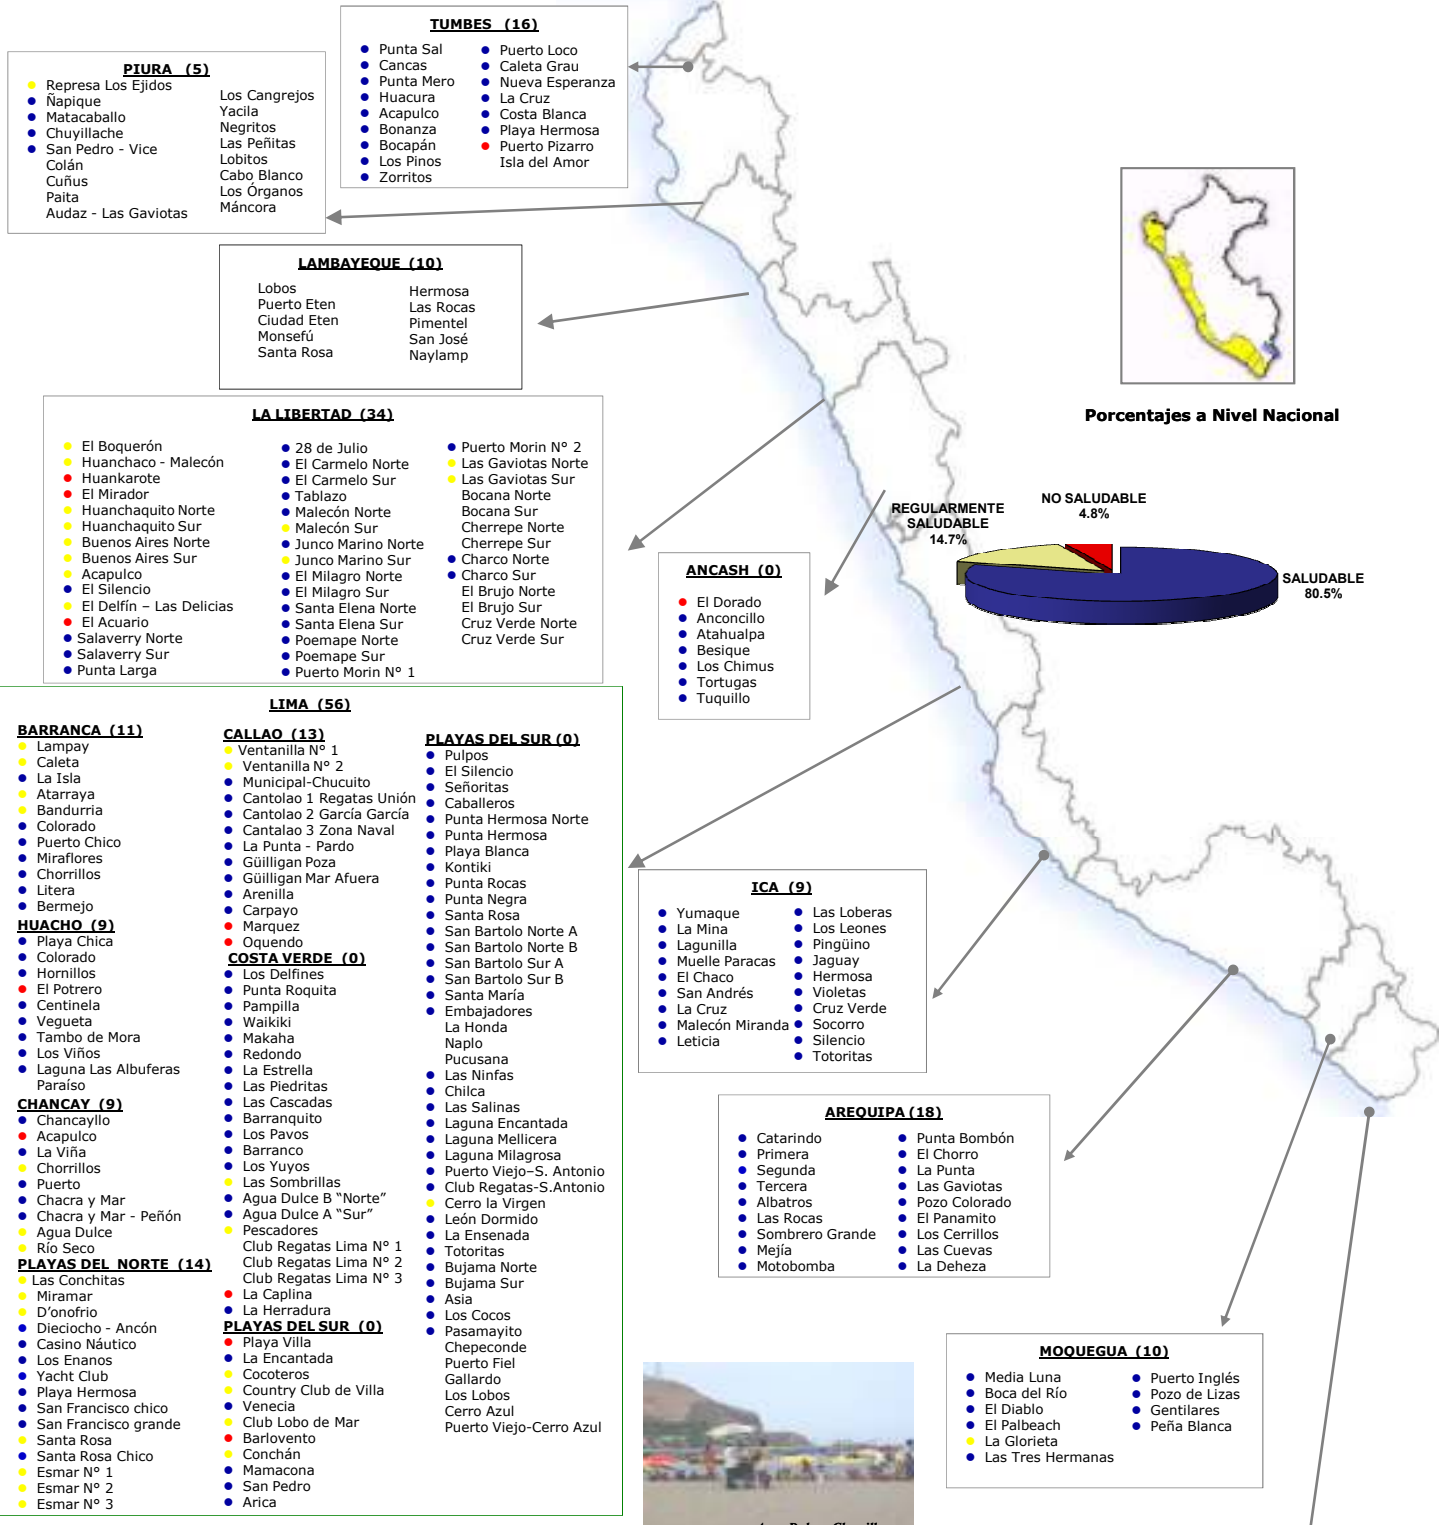 TUMBES (16)
Punta Sal
Cancas
Punta Mero
Huacura
Acapulco
Bonanza
Bocapán
Los Pinos
Zorritos
Puerto Loco
Caleta Grau
Nueva Esperanza
La Cruz
Costa Blanca
Playa Hermosa
Puerto Pizarro
Isla del Amor
PIURA (5)
Represa Los Ejidos
Ñapique
Matacaballo
Chuyillache
San Pedro - Vice
Colán
Cuñus
Paita
Audaz - Las Gaviotas
Los Cangrejos
Yacila
Negritos
Las Peñitas
Lobitos
Cabo Blanco
Los Órganos
Máncora
LAMBAYEQUE (10)
Lobos
Puerto Eten
Ciudad Eten
Monsefú
Santa Rosa
Hermosa
Las Rocas
Pimentel
San José
Naylamp
Porcentajes a Nivel Nacional
REGULARMENTE
SALUDABLE
14.7%
NO SALUDABLE
4.8%
SALUDABLE
80.5%
LA LIBERTAD (34)
El Boquerón
Huanchaco - Malecón
Huankarote
El Mirador
Huanchaquito Norte
Huanchaquito Sur
Buenos Aires Norte
Buenos Aires Sur
Acapulco
El Silencio
El Delfín – Las Delicias
El Acuario
Salaverry Norte
Salaverry Sur
Punta Larga
28 de Julio
El Carmelo Norte
El Carmelo Sur
Tablazo
Malecón Norte
Malecón Sur
Junco Marino Norte
Junco Marino Sur
El Milagro Norte
El Milagro Sur
Santa Elena Norte
Santa Elena Sur
Poemape Norte
Poemape Sur
Puerto Morin N° 1
Puerto Morin N° 2
Las Gaviotas Norte
Las Gaviotas Sur
Bocana Norte
Bocana Sur
Cherrepe Norte
Cherrepe Sur
Charco Norte
Charco Sur
El Brujo Norte
El Brujo Sur
Cruz Verde Norte
Cruz Verde Sur
ANCASH (0)
El Dorado
Anconcillo
Atahualpa
Besique
Los Chimus
Tortugas
Tuquillo
LIMA (56)
BARRANCA (11)
Lampay
Caleta
La Isla
Atarraya
Bandurria
Colorado
Puerto Chico
Miraflores
Chorrillos
Litera
Bermejo
HUACHO (9)
Playa Chica
Colorado
Hornillos
El Potrero
Centinela
Vegueta
Tambo de Mora
Los Viños
Laguna Las Albuferas
Paraíso
CHANCAY (9)
Chancayllo
Acapulco
La Viña
Chorrillos
Puerto
Chacra y Mar
Chacra y Mar - Peñón
Agua Dulce
Río Seco
PLAYAS DEL NORTE (14)
Las Conchitas
Miramar
D'onofrio
Dieciocho - Ancón
Casino Náutico
Los Enanos
Yacht Club
Playa Hermosa
San Francisco chico
San Francisco grande
Santa Rosa
Santa Rosa Chico
Esmar N° 1
Esmar N° 2
Esmar N° 3
CALLAO (13)
Ventanilla N° 1
Ventanilla N° 2
Municipal-Chucuito
Cantolao 1 Regatas Unión
Cantolao 2 García García
Cantalao 3 Zona Naval
La Punta - Pardo
Güilligan Poza
Güilligan Mar Afuera
Arenilla
Carpayo
Marquez
Oquendo
COSTA VERDE (0)
Los Delfines
Punta Roquita
Pampilla
Waikiki
Makaha
Redondo
La Estrella
Las Piedritas
Las Cascadas
Barranquito
Los Pavos
Barranco
Los Yuyos
Las Sombrillas
Agua Dulce B “Norte”
Agua Dulce A “Sur”
Pescadores
Club Regatas Lima N° 1
Club Regatas Lima N° 2
Club Regatas Lima N° 3
La Caplina
La Herradura
PLAYAS DEL SUR (0)
Playa Villa
La Encantada
Cocoteros
Country Club de Villa
Venecia
Club Lobo de Mar
Barlovento
Conchán
Mamacona
San Pedro
Arica
PLAYAS DEL SUR (0)
Pulpos
El Silencio
Señoritas
Caballeros
Punta Hermosa Norte
Punta Hermosa
Playa Blanca
Kontiki
Punta Rocas
Punta Negra
Santa Rosa
San Bartolo Norte A
San Bartolo Norte B
San Bartolo Sur A
San Bartolo Sur B
Santa María
Embajadores
La Honda
Naplo
Pucusana
Las Ninfas
Chilca
Las Salinas
Laguna Encantada
Laguna Mellicera
Laguna Milagrosa
Puerto Viejo–S. Antonio
Club Regatas-S.Antonio
Cerro la Virgen
León Dormido
La Ensenada
Totoritas
Bujama Norte
Bujama Sur
Asia
Los Cocos
Pasamayito
Chepeconde
Puerto Fiel
Gallardo
Los Lobos
Cerro Azul
Puerto Viejo-Cerro Azul
ICA (9)
Yumaque
La Mina
Lagunilla
Muelle Paracas
El Chaco
San Andrés
La Cruz
Malecón Miranda
Leticia
Las Loberas
Los Leones
Pingüino
Jaguay
Hermosa
Violetas
Cruz Verde
Socorro
Silencio
Totoritas
AREQUIPA (18)
Catarindo
Primera
Segunda
Tercera
Albatros
Las Rocas
Sombrero Grande
Mejía
Motobomba
Punta Bombón
El Chorro
La Punta
Las Gaviotas
Pozo Colorado
El Panamito
Los Cerrillos
Las Cuevas
La Deheza
MOQUEGUA (10)
Media Luna
Boca del Río
El Diablo
El Palbeach
La Glorieta
Las Tres Hermanas
Puerto Inglés
Pozo de Lizas
Gentilares
Peña Blanca